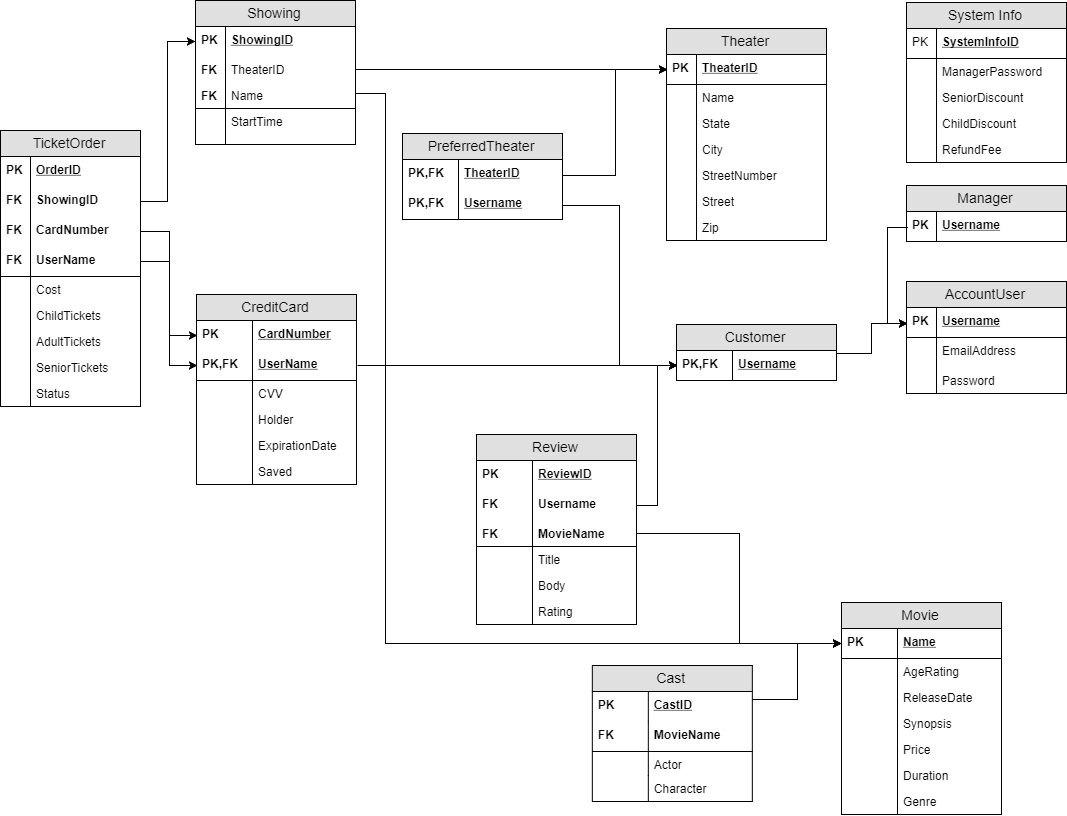 Showing
PK ShowingID
FK TheaterID
FK Name
StartTime
Theater
PK TheaterID
Name
State
City
StreetNumber
Street
Zip
System Info
PK SystemInfoID
ManagerPassword
SeniorDiscount
ChildDiscount
RefundFee
TicketOrder
PK OrderID
FK ShowingID
FK CardNumber
FK UserName
Cost
ChildTickets
AdultTickets
SeniorTickets
Status
PreferredTheater
PK,FK TheaterID
PK,FK Username
Manager
PK Username
CreditCard
PK CardNumber
PK,FK UserName
CVV
Holder
ExpirationDate
Saved
Customer
PK,FK Username
AccountUser
PK Username
EmailAddress
Password
Review
PK ReviewID
FK Username
FK MovieName
Title
Body
Rating
Cast
PK CastID
FK MovieName
Actor
Character
Movie
PK Name
AgeRating
ReleaseDate
Synopsis
Price
Duration
Genre